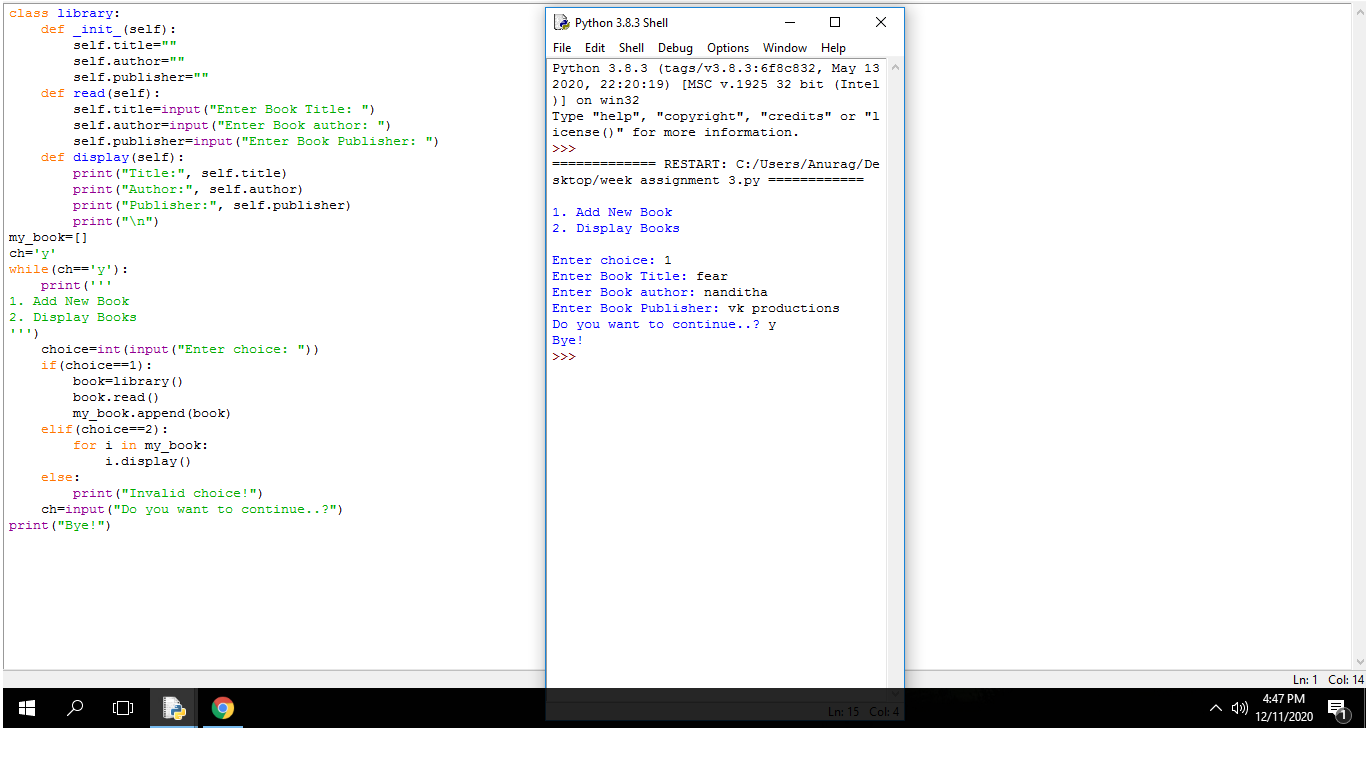 class library:
    def _init_(self):
        self.title=""
        self.author=""
        self.publisher=""
    def read(self):
        self.title=input("Enter Book Title: ")
        self.author=input("Enter Book author: ")
        self.publisher=input("Enter Book Publisher: ")
    def display(self):
        print("Title:", self.title)
        print("Author:", self.author)
        print("Publisher:", self.publisher)
        print("\n")
my_book=[]
ch='y'
while(ch=='y'):
    print('''
1. Add New Book
2. Display Books
''')
    choice=int(input("Enter choice: "))
    if(choice==1):
        book=library()
        book.read()
        my_book.append(book)
    elif(choice==2):
        for i in my_book:
            i.display()
    else:
        print("Invalid choice!")
    ch=input("Do you want to continue..?")
print("Bye!")
Python 3.8.3 Shell
File Edit Shell Debug Options Window Help
Python 3.8.3 (tags/v3.8.3:6f8c832, May 13
2020, 22:20:19) [MSC v.1925 32 bit (Intel
)] on win32
Type "help", "copyright", "credits" or "l
icense()" for more information.
>>>
============= RESTART: C:/Users/Anurag/De
sktop/week assignment 3.py ============
1. Add New Book
2. Display Books
Enter choice: 1
Enter Book Title: fear
Enter Book author: nanditha
Enter Book Publisher: vk productions
Do you want to continue..? y
Bye!
>>>
Ln: 15 Col: 4
Ln: 1 Col: 14
4:47 PM
12/11/2020
1